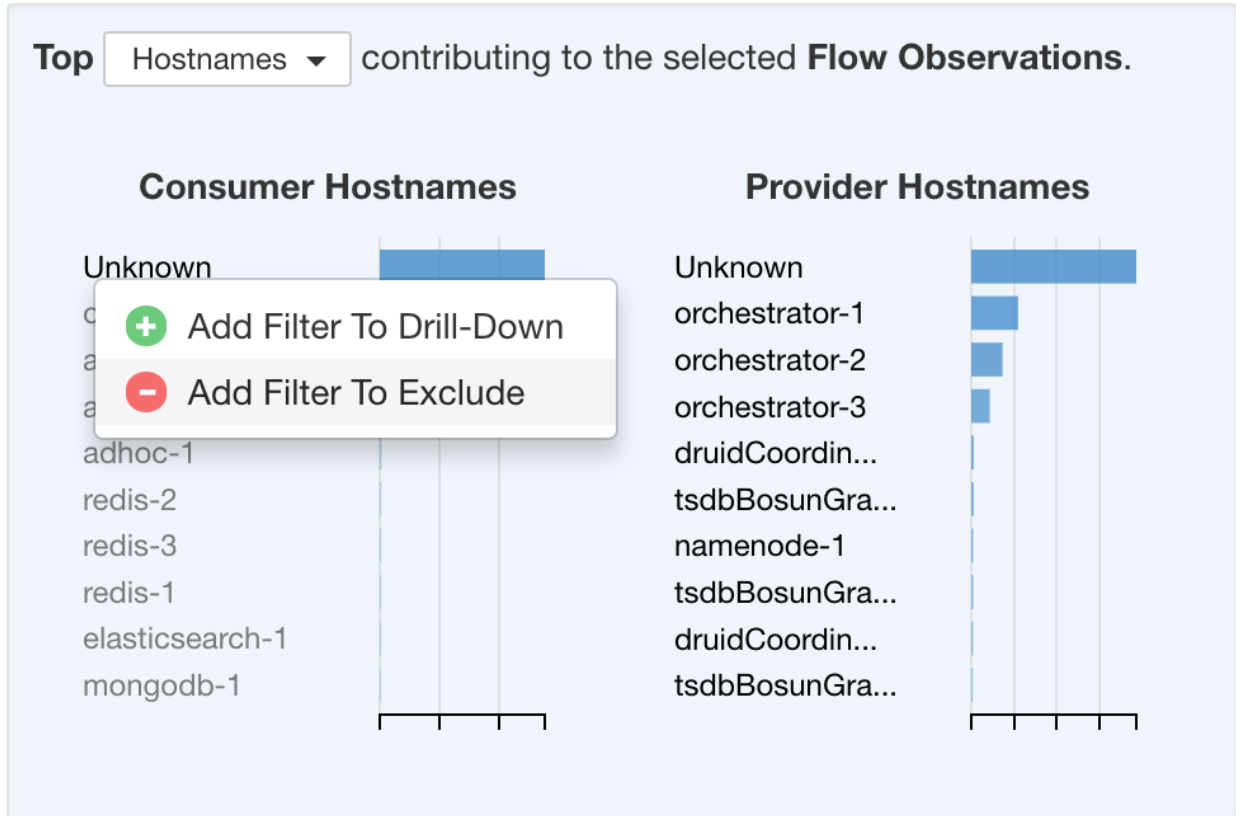 Top Hostnames contributing to the selected Flow Observations.
Consumer Hostnames
Unknown
Add Filter To Drill-Down
Add Filter To Exclude
adhoc-1
redis-2
redis-3
redis-1
elasticsearch-1
mongodb-1
Provider Hostnames
Unknown
orchestrator-1
orchestrator-2
orchestrator-3
druidCoordin...
tsdbBosunGra...
namenode-1
tsdbBosunGra...
druidCoordin...
tsdbBosunGra...